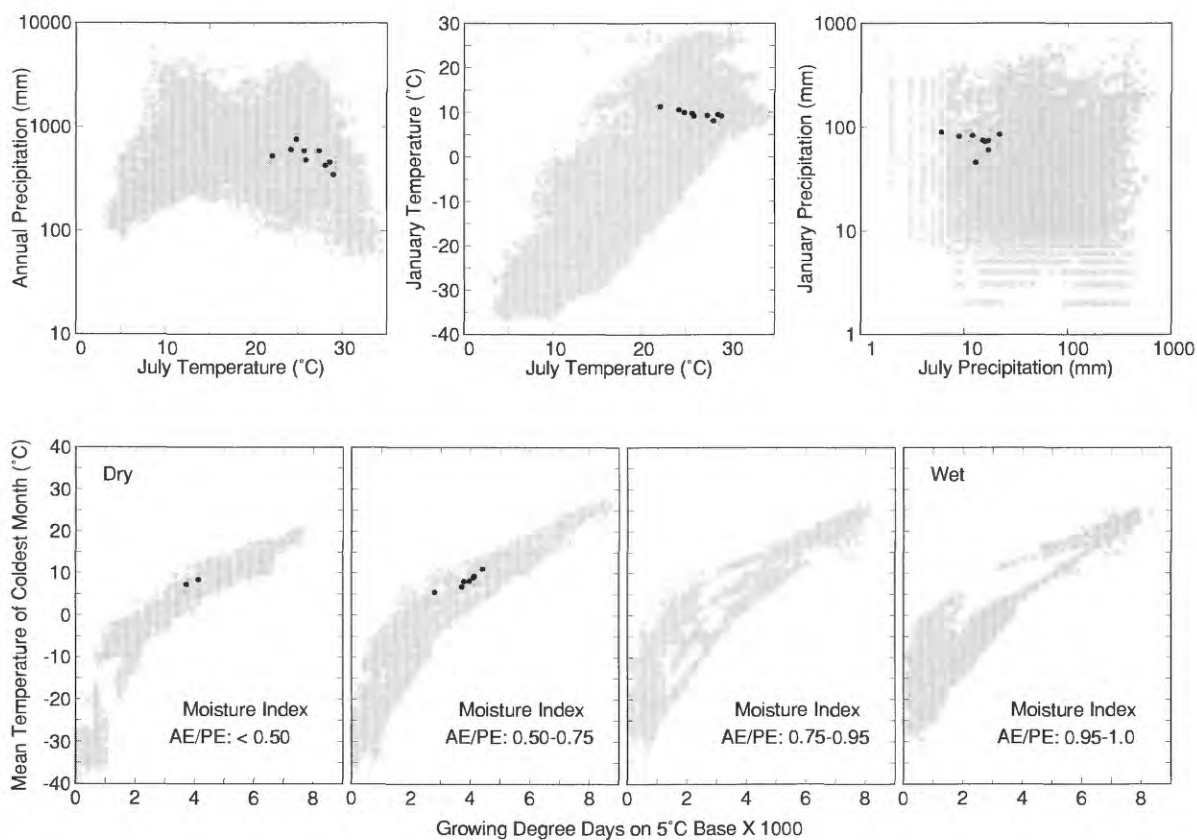 10000
1000
100
10
Annual Precipitation (mm)
0 10 20 30
July Temperature (°C)
30
20
10
0
-10
-20
-30
-40
January Temperature (°C)
0 10 20 30
July Temperature (°C)
1000
100
10
1
January Precipitation (mm)
1 10 100 1000
July Precipitation (mm)
Mean Temperature of Coldest Month (°C)
40
30
20
10
0
-10
-20
-30
-40
Dry
Moisture Index
AE/PE: < 0.50
0 2 4 6 8
Moisture Index
AE/PE: 0.50-0.75
0 2 4 6 8
Moisture Index
AE/PE: 0.75-0.95
0 2 4 6 8
Wet
Moisture Index
AE/PE: 0.95-1.0
0 2 4 6 8
Growing Degree Days on 5°C Base X 1000